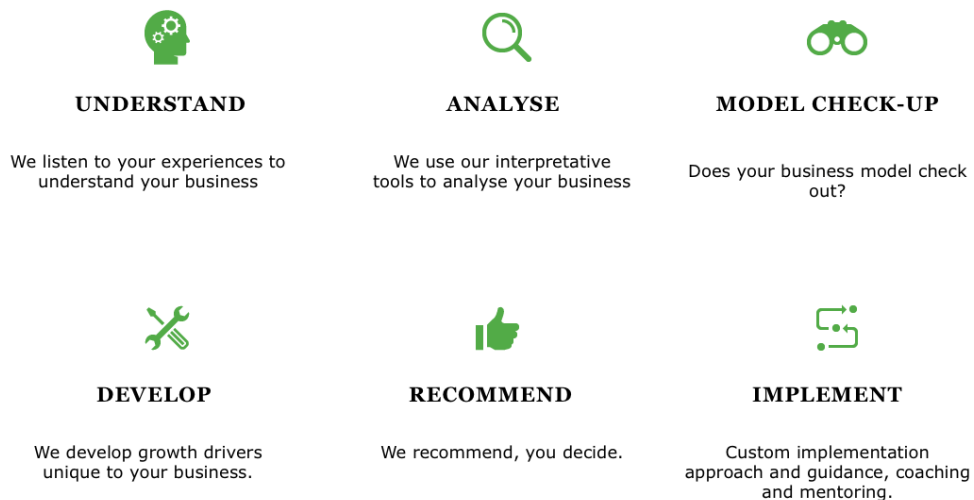 UNDERSTAND
We listen to your experiences to
understand your business
ANALYSE
We use our interpretative
tools to analyse your business
MODEL CHECK-UP
Does your business model check
out?
DEVELOP
We develop growth drivers
unique to your business.
RECOMMEND
We recommend, you decide.
IMPLEMENT
Custom implementation
approach and guidance, coaching
and mentoring.